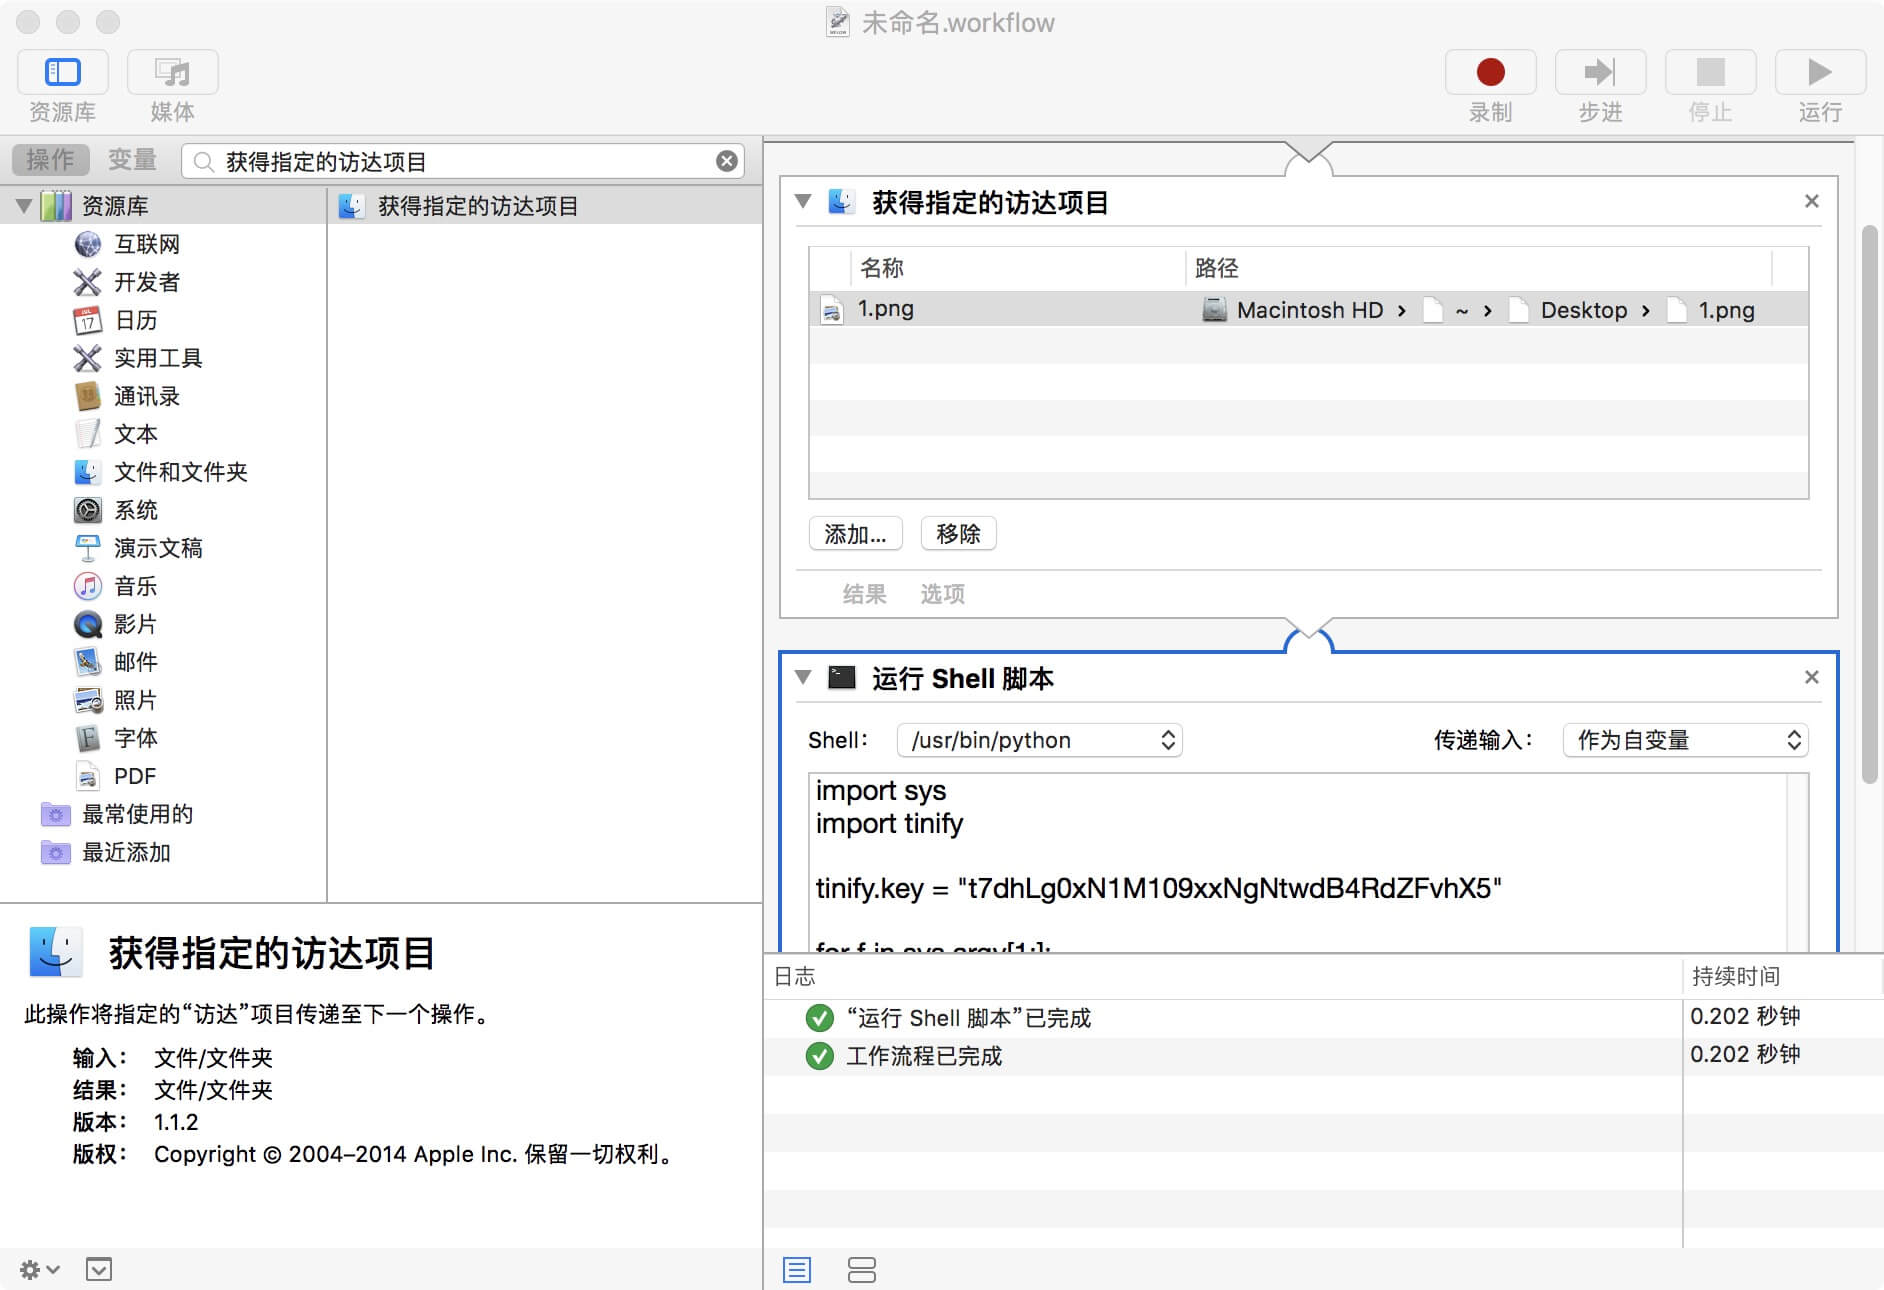 未命名.workflow
资源库
媒体
录制
步进
停止
运行
操作
变量
获得指定的访达项目
资源库
互联网
开发者
日历
实用工具
通讯录
文本
文件和文件夹
系统
演示文稿
音乐
影片
邮件
照片
字体
PDF
最常使用的
最近添加
获得指定的访达项目
获得指定的访达项目
此操作将指定的“访达”项目传递至下一个操作。
输入： 文件/文件夹
结果： 文件/文件夹
版本： 1.1.2
版权： Copyright © 2004–2014 Apple Inc. 保留一切权利。
获得指定的访达项目
名称 路径
1.png Macintosh HD › ~ › Desktop › 1.png
添加... 移除
结果 选项
运行 Shell 脚本
Shell： /usr/bin/python 传递输入： 作为自变量
import sys
import tinify
tinify.key = "t7dhLg0xN1M109xxNgNtwdB4RdZFvhX5"
for f in sys.argv[1:]:
日志 持续时间
“运行 Shell 脚本”已完成 0.202 秒钟
工作流程已完成 0.202 秒钟